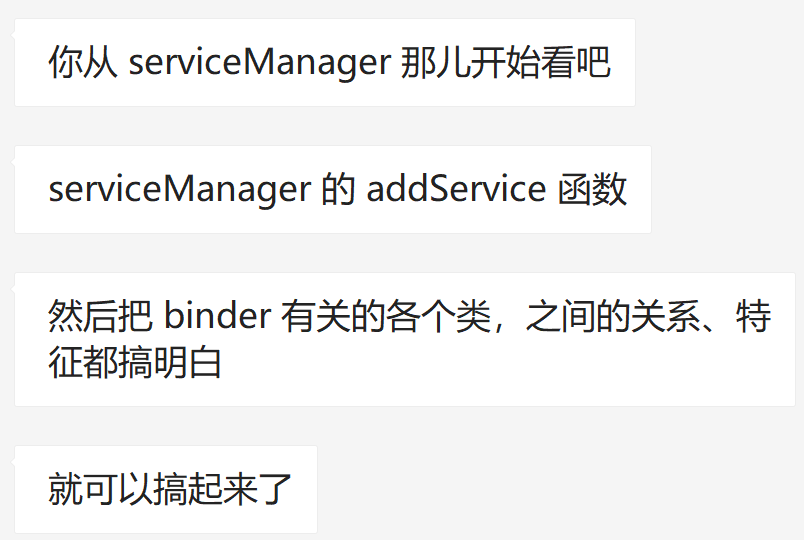 你从 serviceManager 那儿开始看吧
serviceManager 的 addService 函数
然后把 binder 有关的各个类，之间的关系、特
征都搞明白
就可以搞起来了